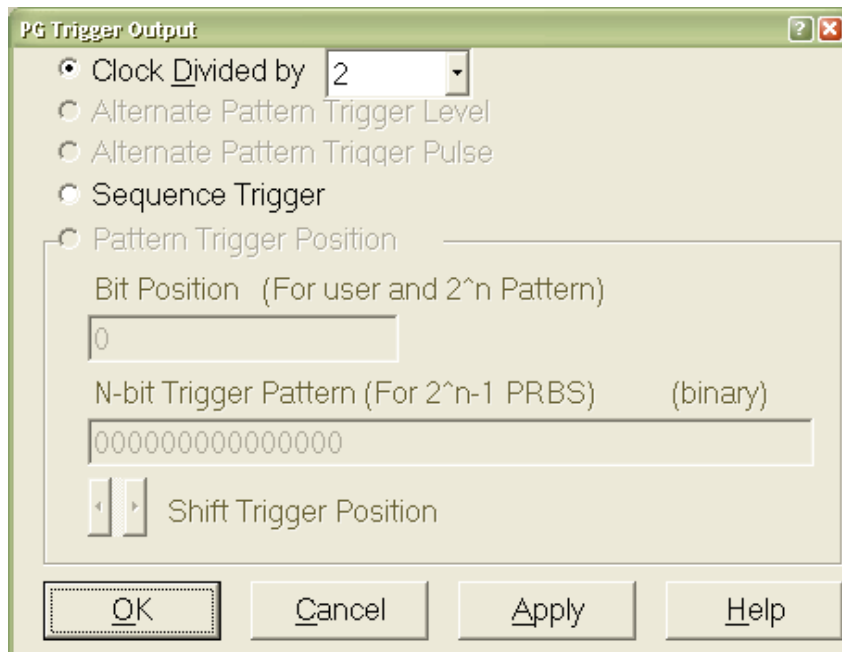 PG Trigger Output
Clock Divided by 2
Alternate Pattern Trigger Level
Alternate Pattern Trigger Pulse
Sequence Trigger
Pattern Trigger Position
Bit Position (For user and 2^n Pattern)
0
N-bit Trigger Pattern (For 2^n-1 PRBS) (binary)
000000000000000
Shift Trigger Position
OK Cancel Apply Help